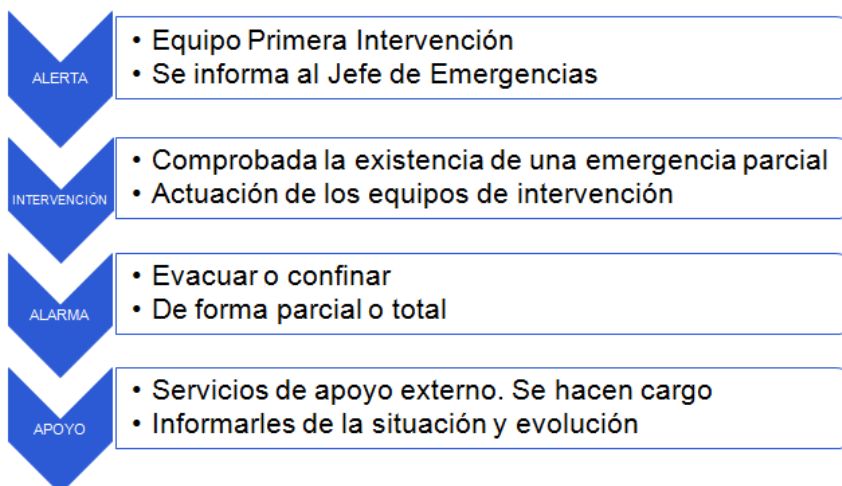 ALERTA
• Equipo Primera Intervención
• Se informa al Jefe de Emergencias
INTERVENCIÓN
• Comprobada la existencia de una emergencia parcial
• Actuación de los equipos de intervención
ALARMA
• Evacuar o confinar
• De forma parcial o total
APOYO
• Servicios de apoyo externo. Se hacen cargo
• Informarles de la situación y evolución